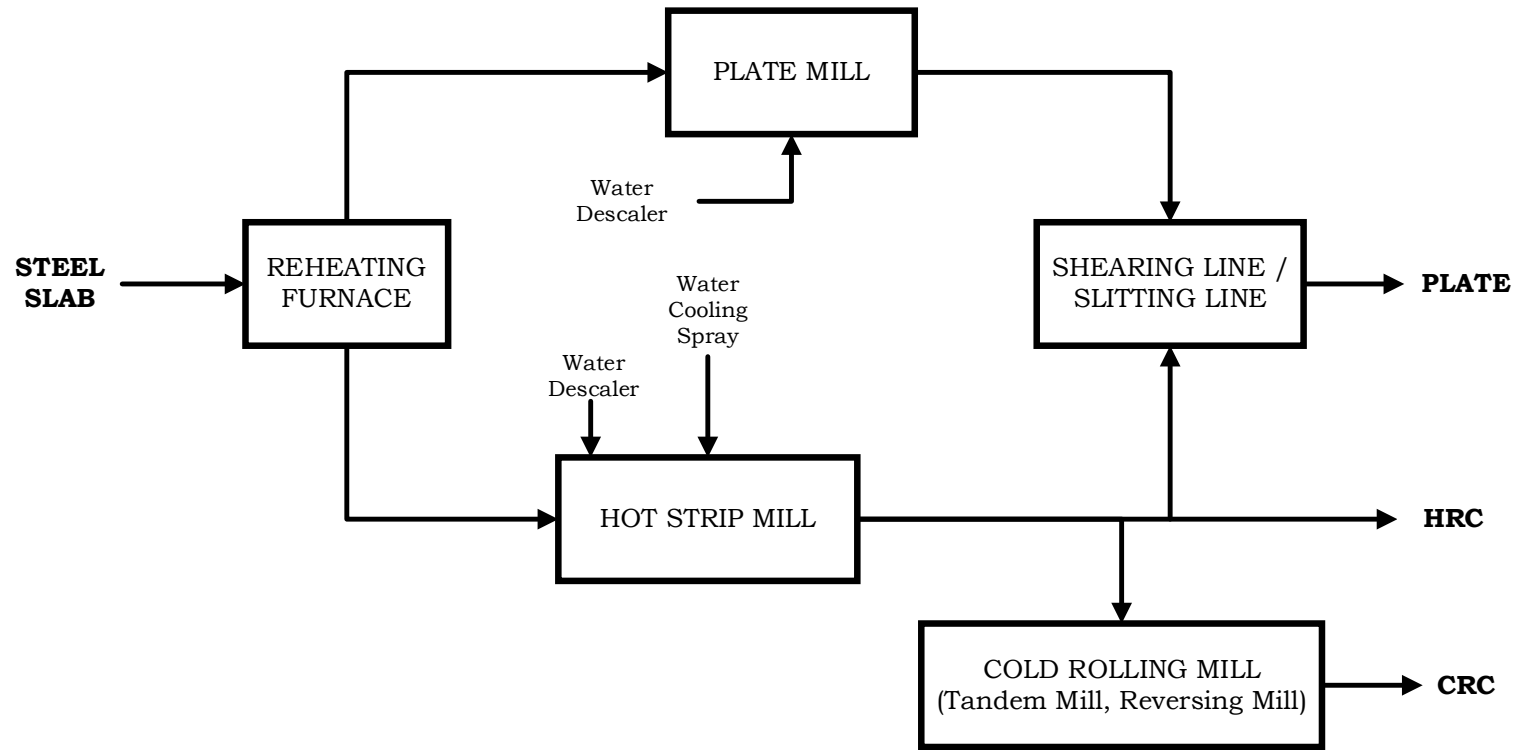 PLATE MILL
Water
Descaler
STEEL
SLAB
REHEATING
FURNACE
Water
Cooling
Spray
SHEARING LINE /
SLITTING LINE
PLATE
Water
Descaler
HOT STRIP MILL
HRC
COLD ROLLING MILL
(Tandem Mill, Reversing Mill)
CRC